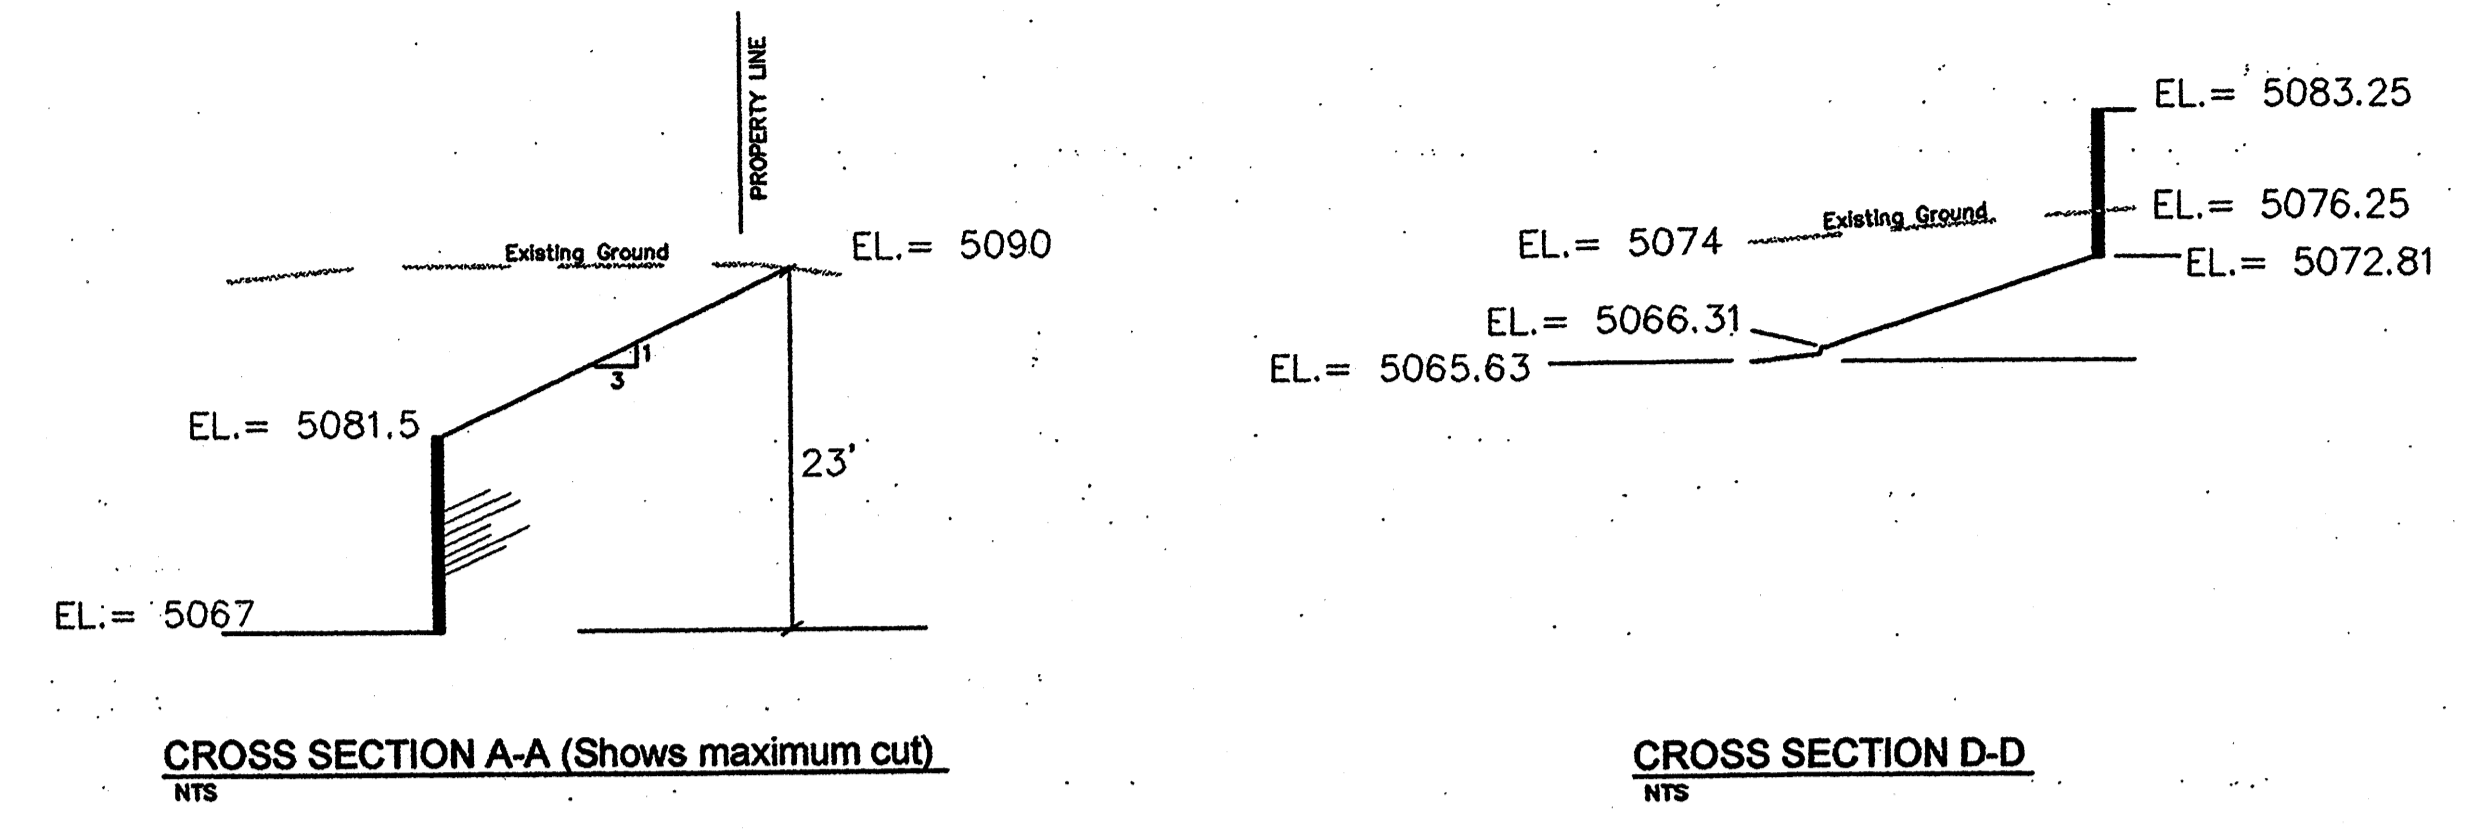 PROPERTY LINE
Existing Ground
EL.= 5090
1
3
EL.= 5081.5
23'
EL.= 5067
CROSS SECTION A-A (Shows maximum cut)
NTS
EL.= 5083.25
EL.= 5076.25
Existing Ground
EL.= 5074
EL.= 5072.81
EL.= 5066.31
EL.= 5065.63
CROSS SECTION D-D
NTS